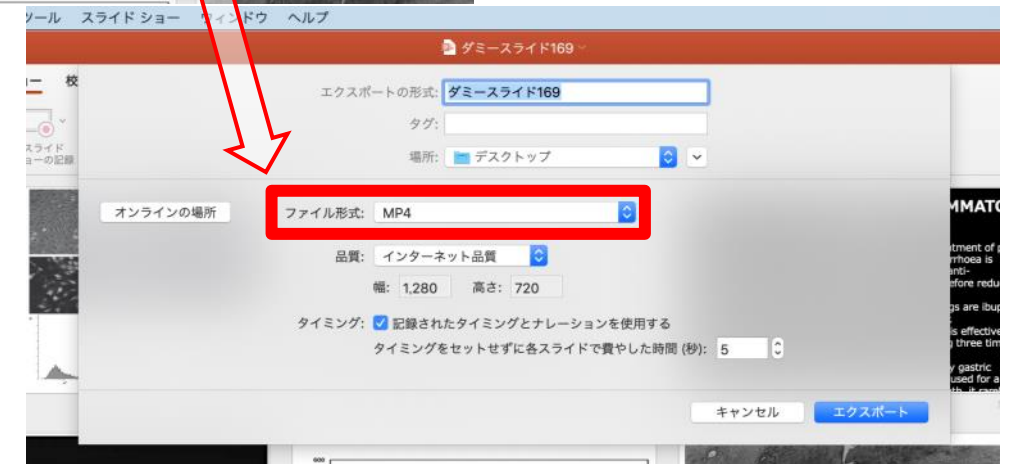 ツール スライド ショー ウィンドウ ヘルプ
ダミースライド169
校
エクスポートの形式: ダミースライド169
タグ:
スライド
ショーの記録
場所: デスクトップ
オンラインの場所 ファイル形式: MP4
品質: インターネット品質
幅: 1,280 高さ: 720
タイミング: 記録されたタイミングとナレーションを使用する
タイミングをセットせずに各スライドで費やした時間 (秒): 5
キャンセル エクスポート
MMATO
tment of p
rrhoea is
anti-
efore redu
gs are ibup
is effective
three tim
y gastric
used for a
600